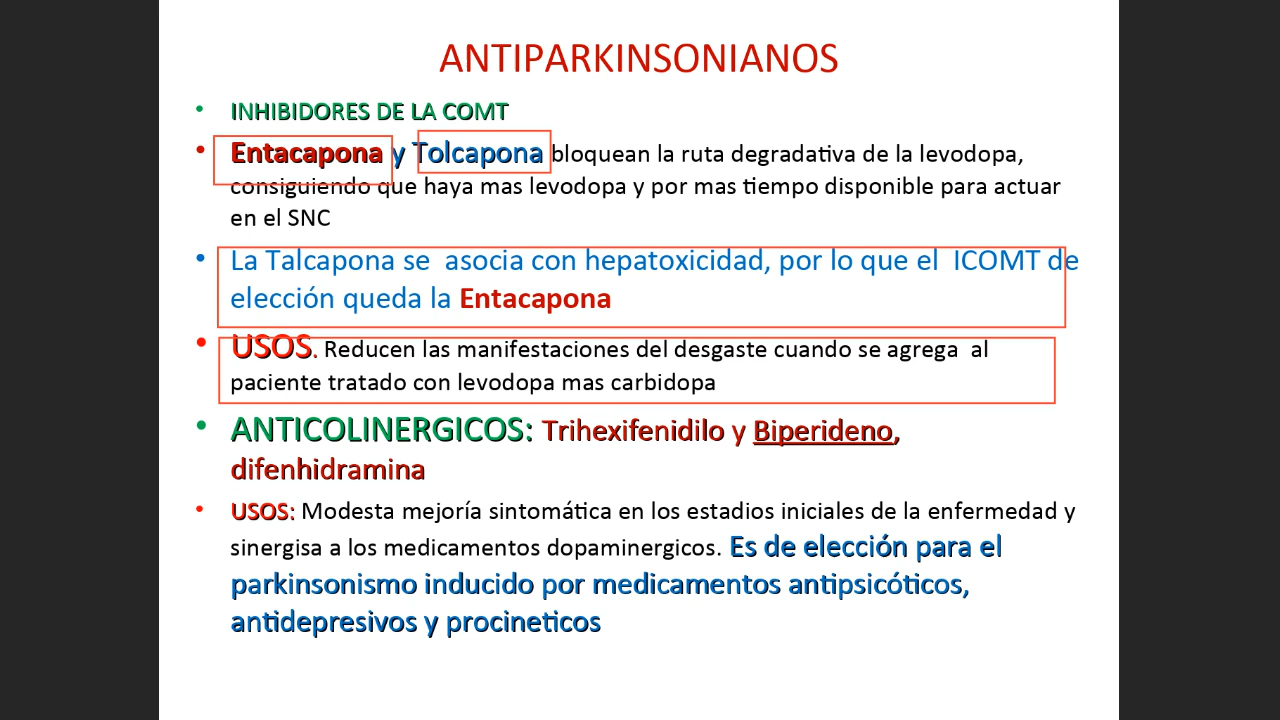 ANTIPARKINSONIANOS
• INHIBIDORES DE LA COMT
• Entacapona y Tolcapona bloquean la ruta degradativa de la levodopa,
consiguiendo que haya mas levodopa y por mas tiempo disponible para actuar
en el SNC
• La Talcapona se asocia con hepatoxicidad, por lo que el ICOMT de
elección queda la Entacapona
• USOS. Reducen las manifestaciones del desgaste cuando se agrega al
paciente tratado con levodopa mas carbidopa
• ANTICOLINERGICOS: Trihexifenidilo y Biperideno,
difenhidramina
• USOS: Modesta mejoría sintomática en los estadios iniciales de la enfermedad y
sinergisa a los medicamentos dopaminergicos. Es de elección para el
parkinsonismo inducido por medicamentos antipsicóticos,
antidepresivos y procineticos